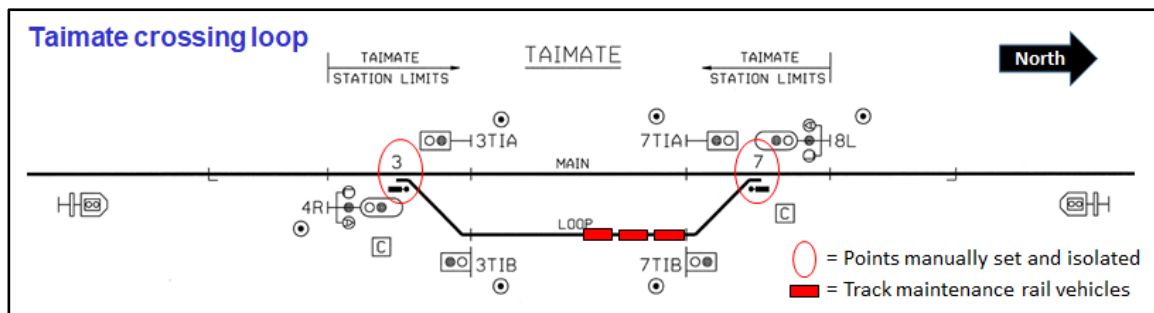 Taimate crossing loop
TAIMATE
STATION LIMITS
TAIMATE
TAIMATE
STATION LIMITS
North
3TIA
7TIA
8L
3
MAIN
7
4R
C
LOOP
C
3TIB
7TIB
= Points manually set and isolated
= Track maintenance rail vehicles